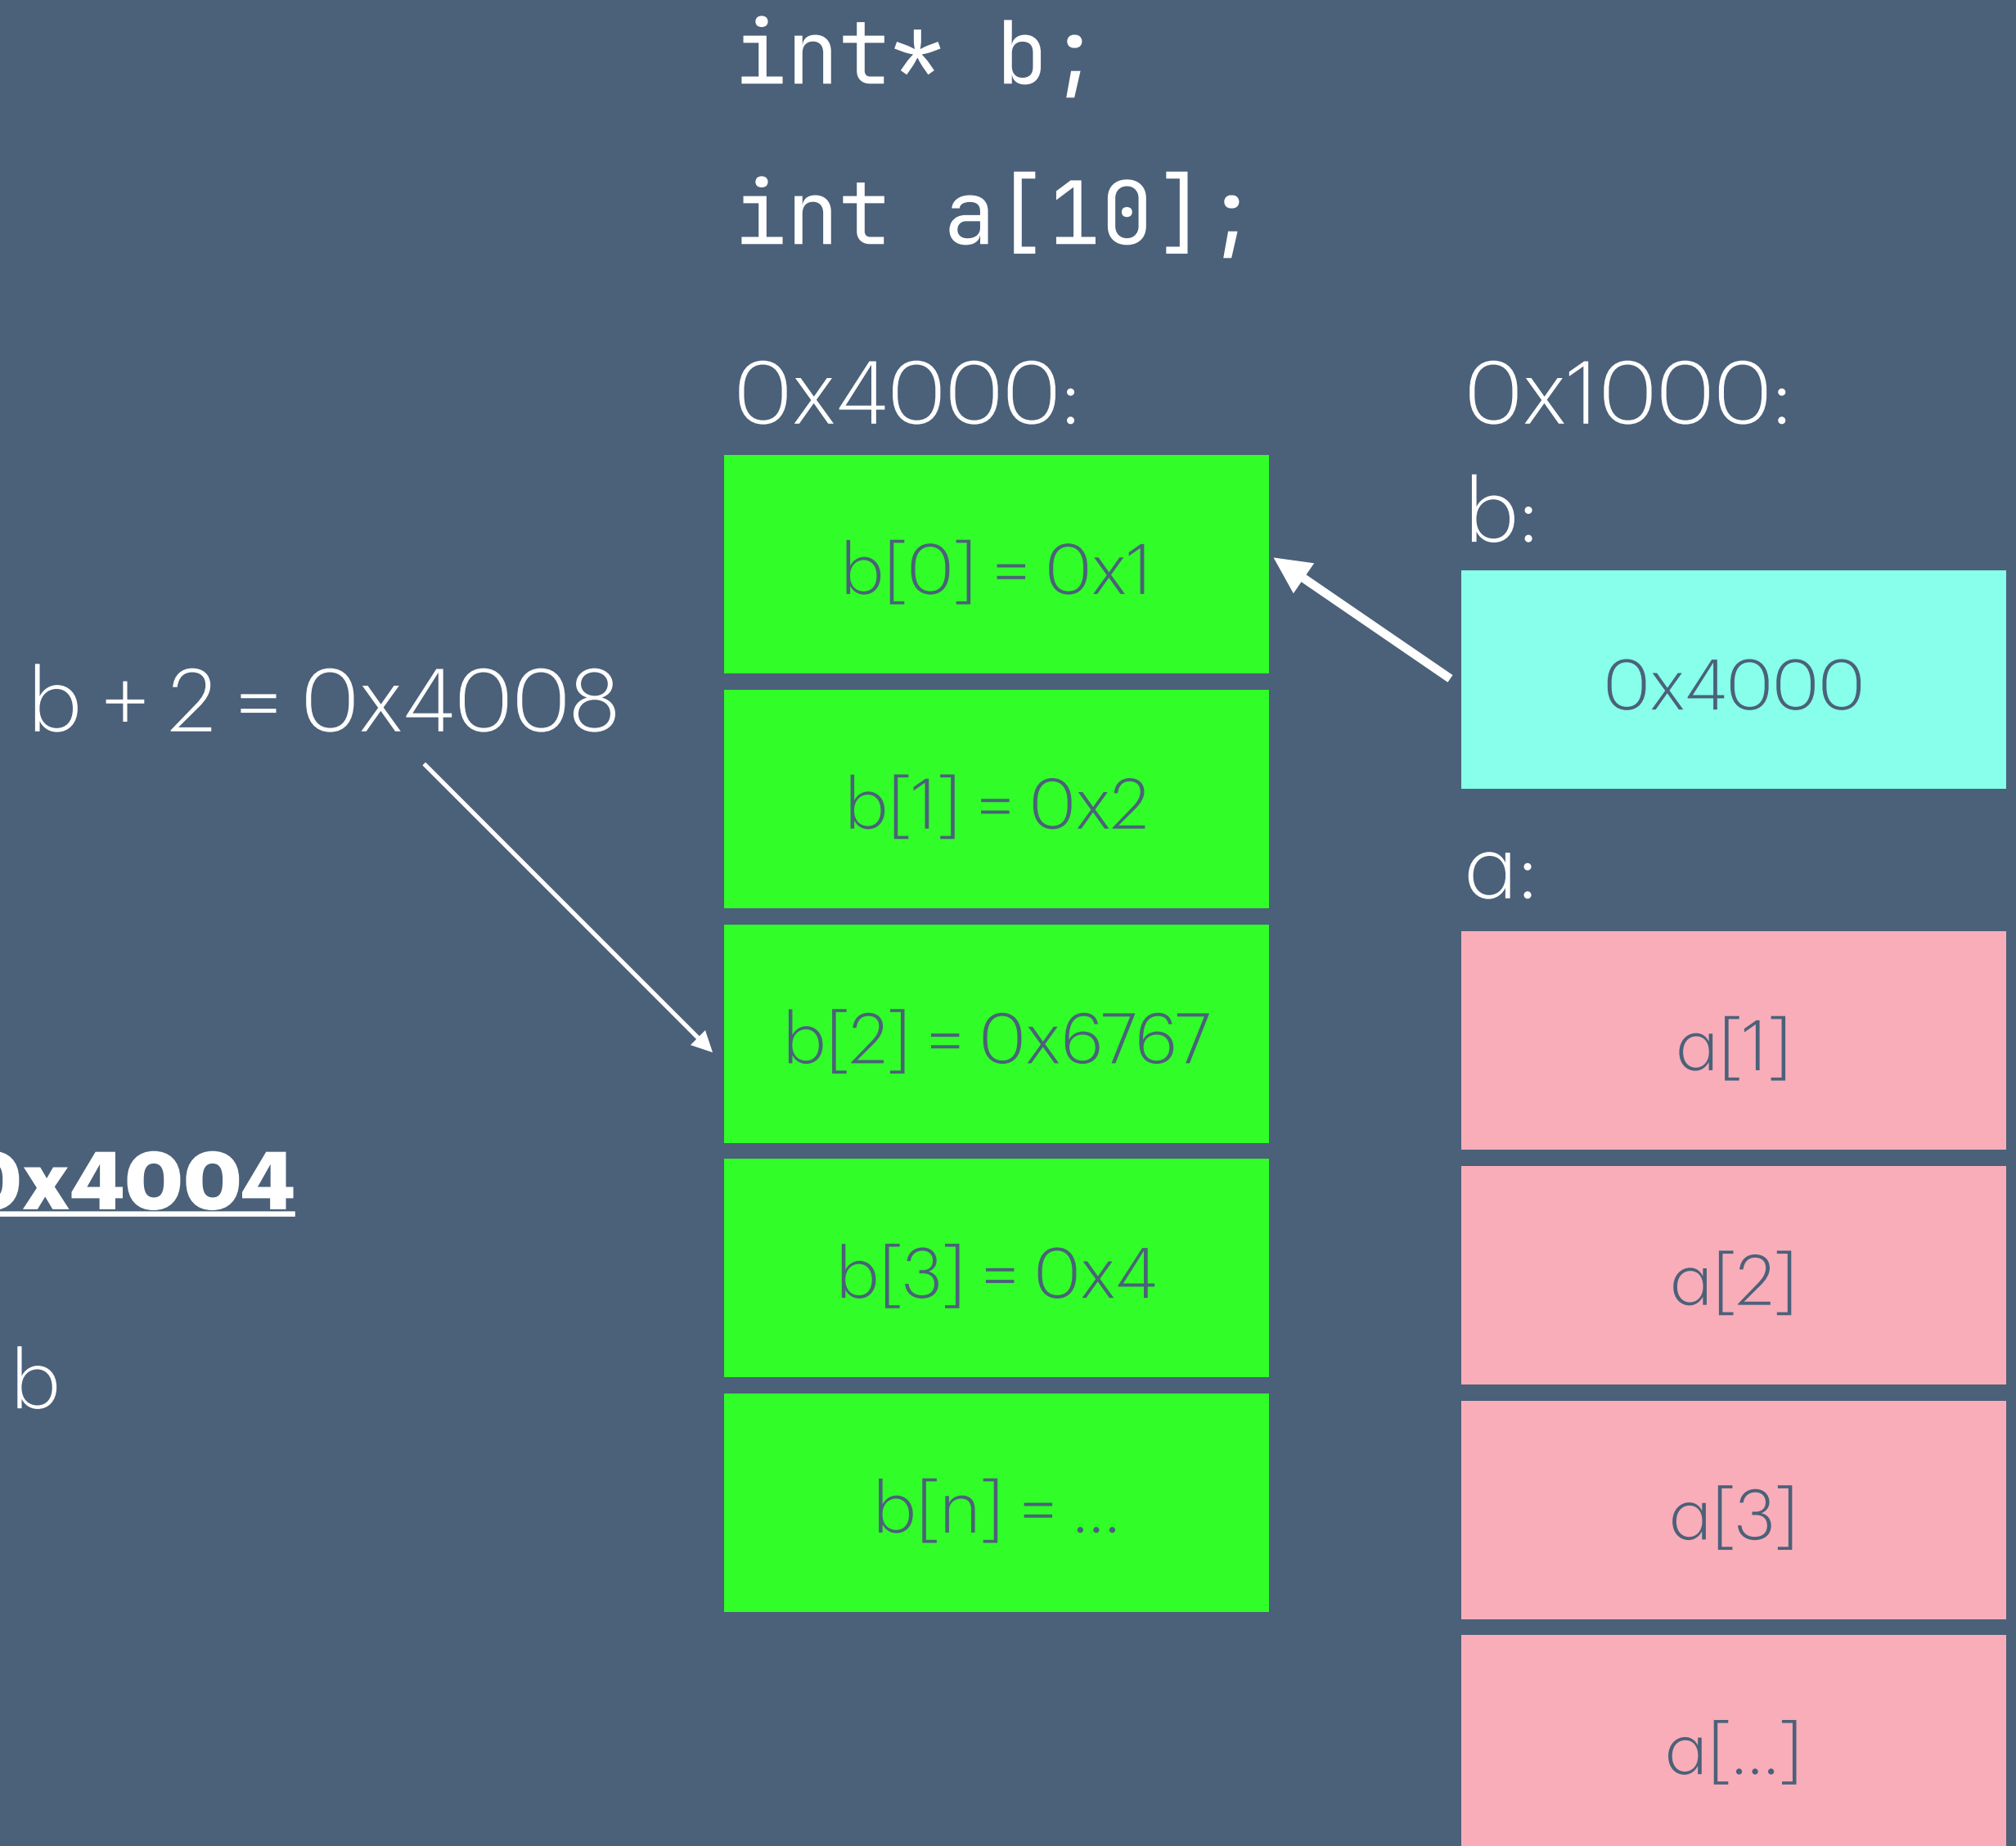 int* b;
int a[10];
0x4000:
b[0] = 0x1
b[1] = 0x2
b[2] = 0x6767
b[3] = 0x4
b[n] = ...
b + 2 = 0x4008
0x4004
b
0x1000:
b:
0x4000
a:
a[1]
a[2]
a[3]
a[...]